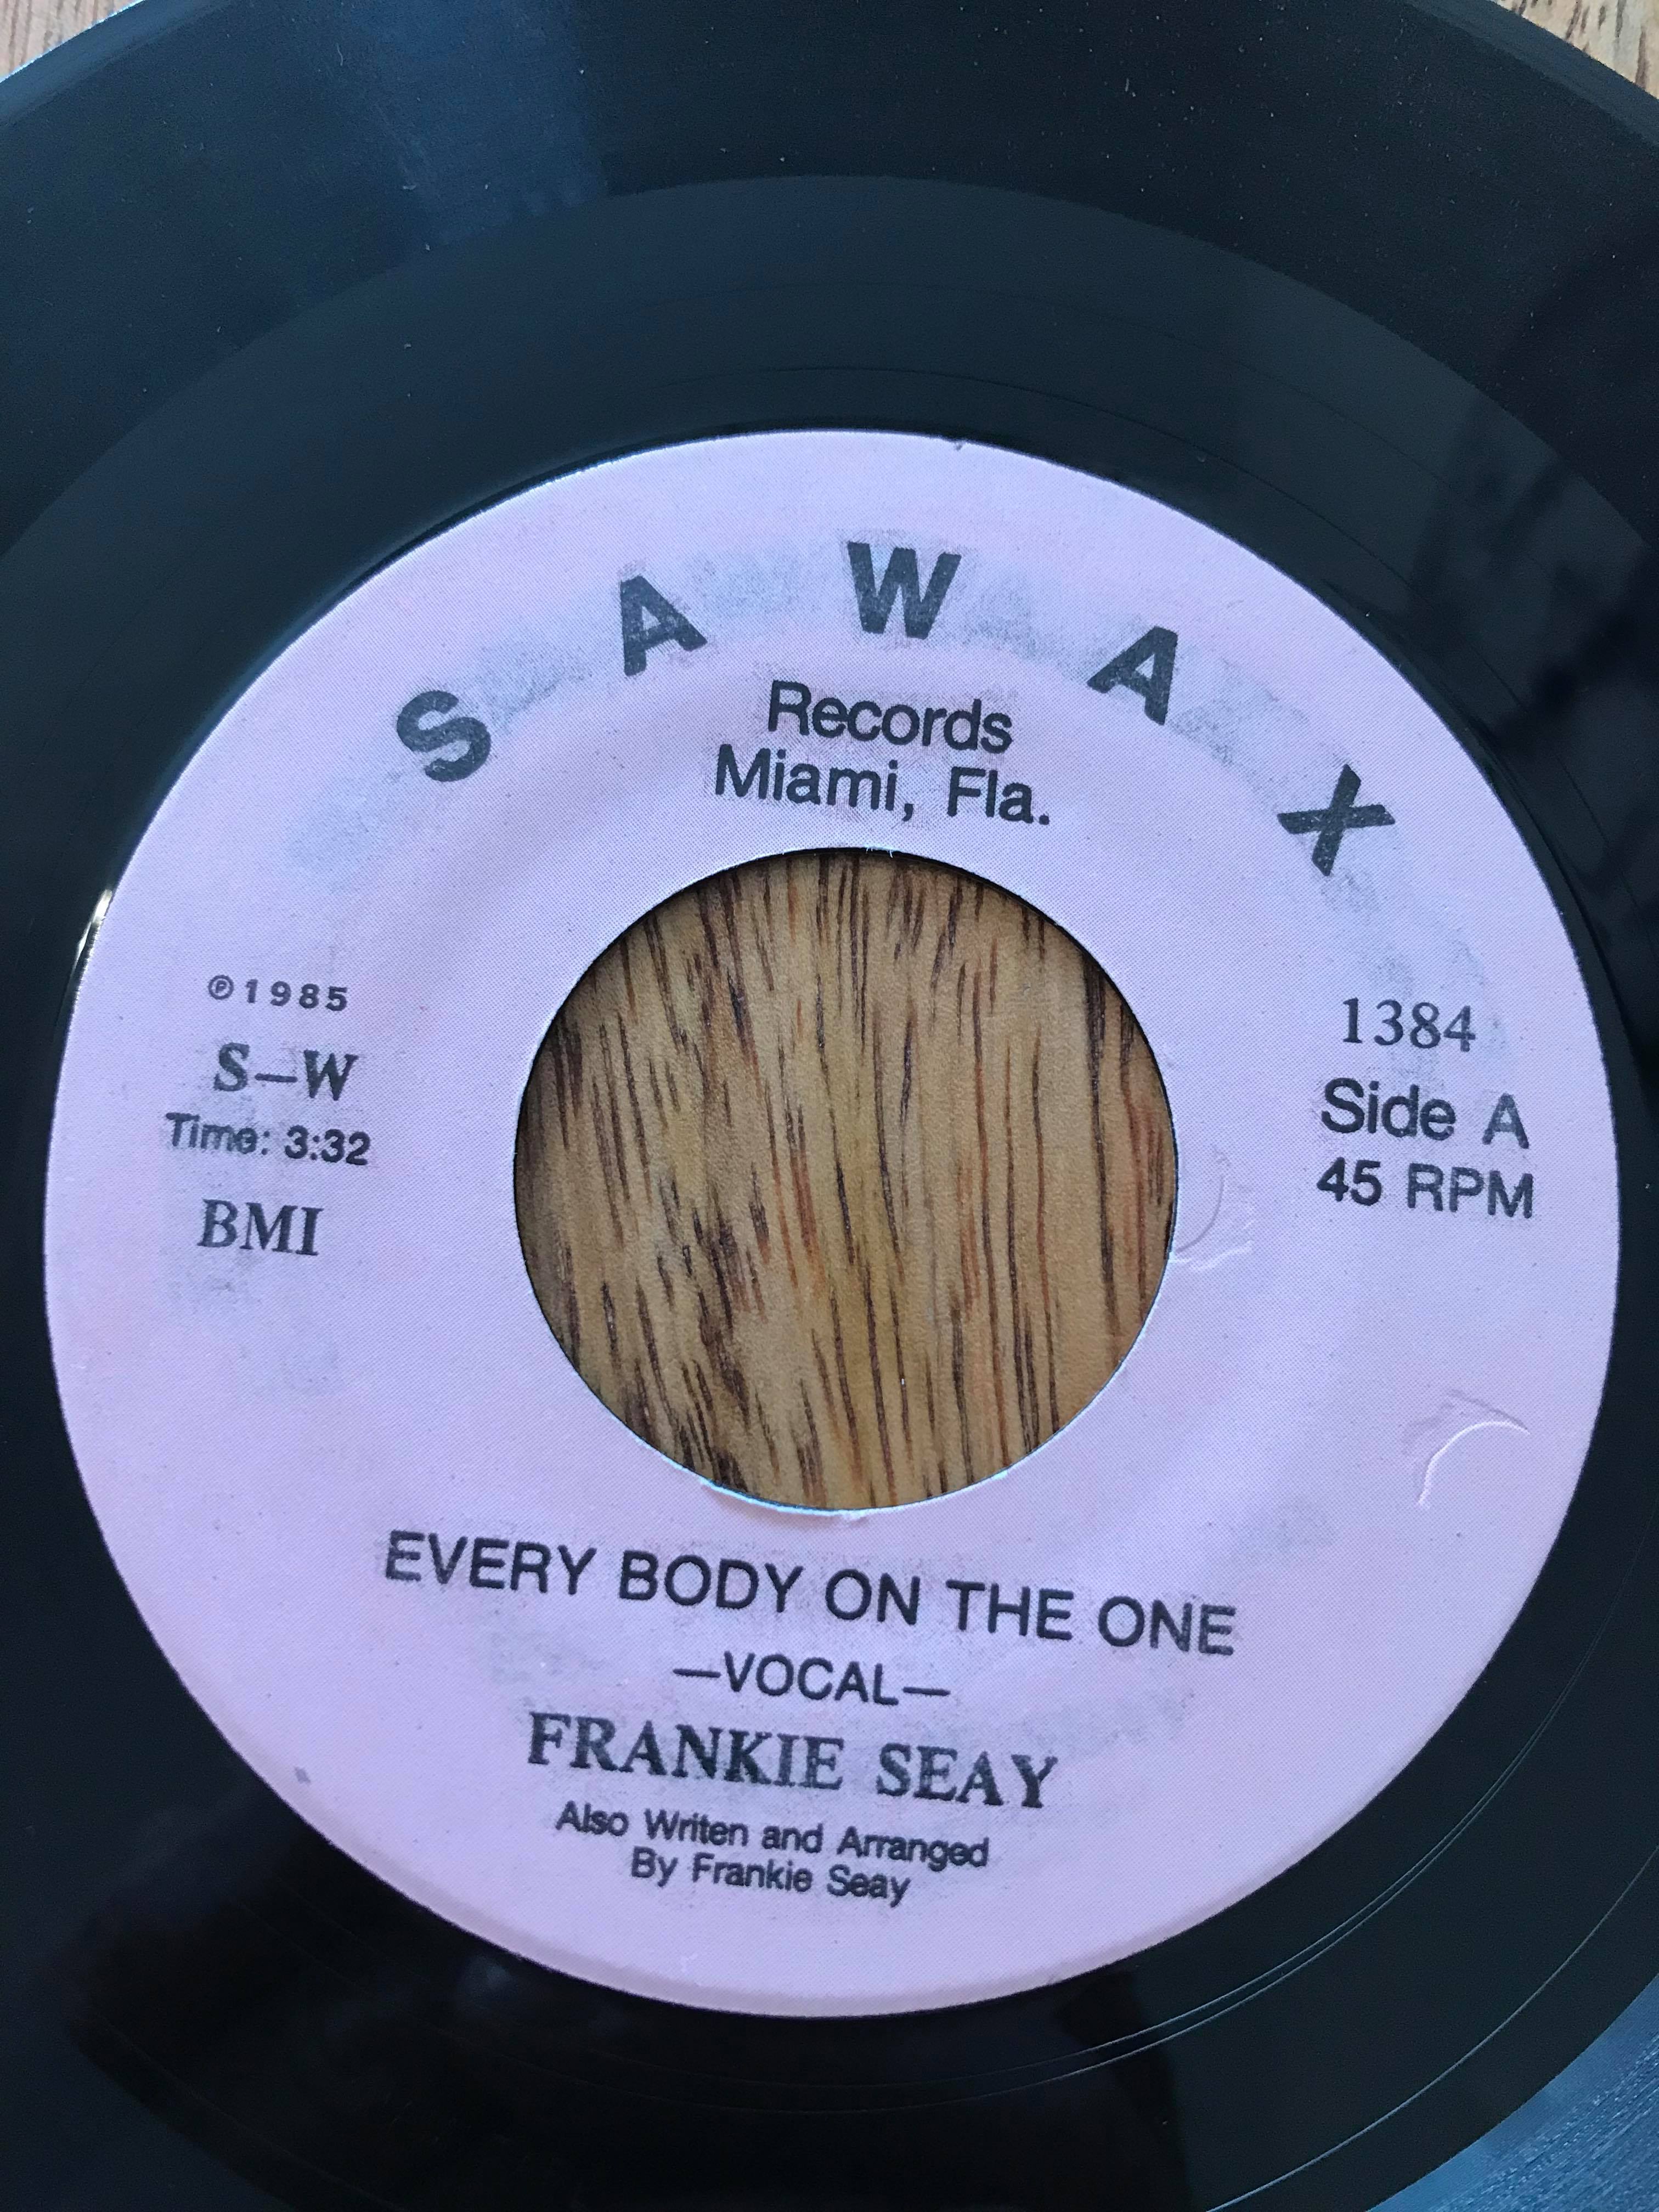 SAWAX
Records
Miami, Fla.
℗1985
S–W
Time: 3:32
BMI
1384
Side A
45 RPM
EVERY BODY ON THE ONE
—VOCAL—
FRANKIE SEAY
Also Writen and Arranged
By Frankie Seay